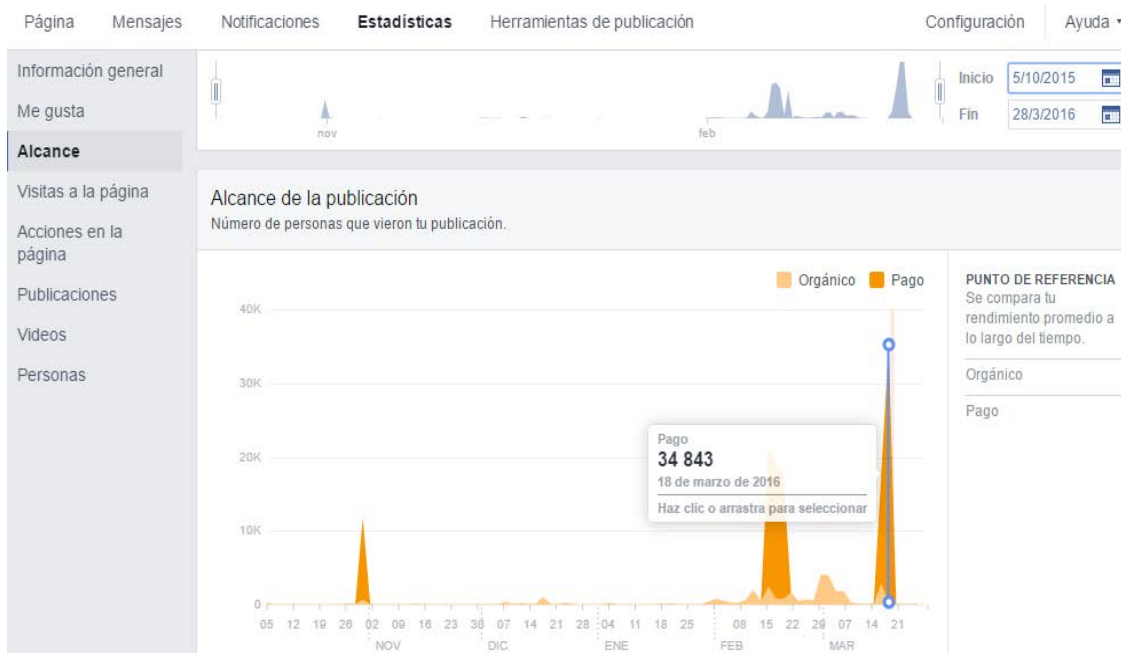 Página Mensajes Notificaciones Estadísticas Herramientas de publicación Configuración Ayuda
Información general
Me gusta
Alcance
Visitas a la página
Acciones en la
página
Publicaciones
Videos
Personas
nov feb
Inicio 5/10/2015
Fin 28/3/2016
Alcance de la publicación
Número de personas que vieron tu publicación.
Orgánico Pago
40K
30K
20K
10K
0
Pago
34 843
18 de marzo de 2016
Haz clic o arrastra para seleccionar
05 12 19 26 02 09 16 23 30 07 14 21 28 04 11 18 25 08 15 22 29 07 14 21
NOV DIC ENE FEB MAR
PUNTO DE REFERENCIA
Se compara tu
rendimiento promedio a
lo largo del tiempo.
Orgánico
Pago